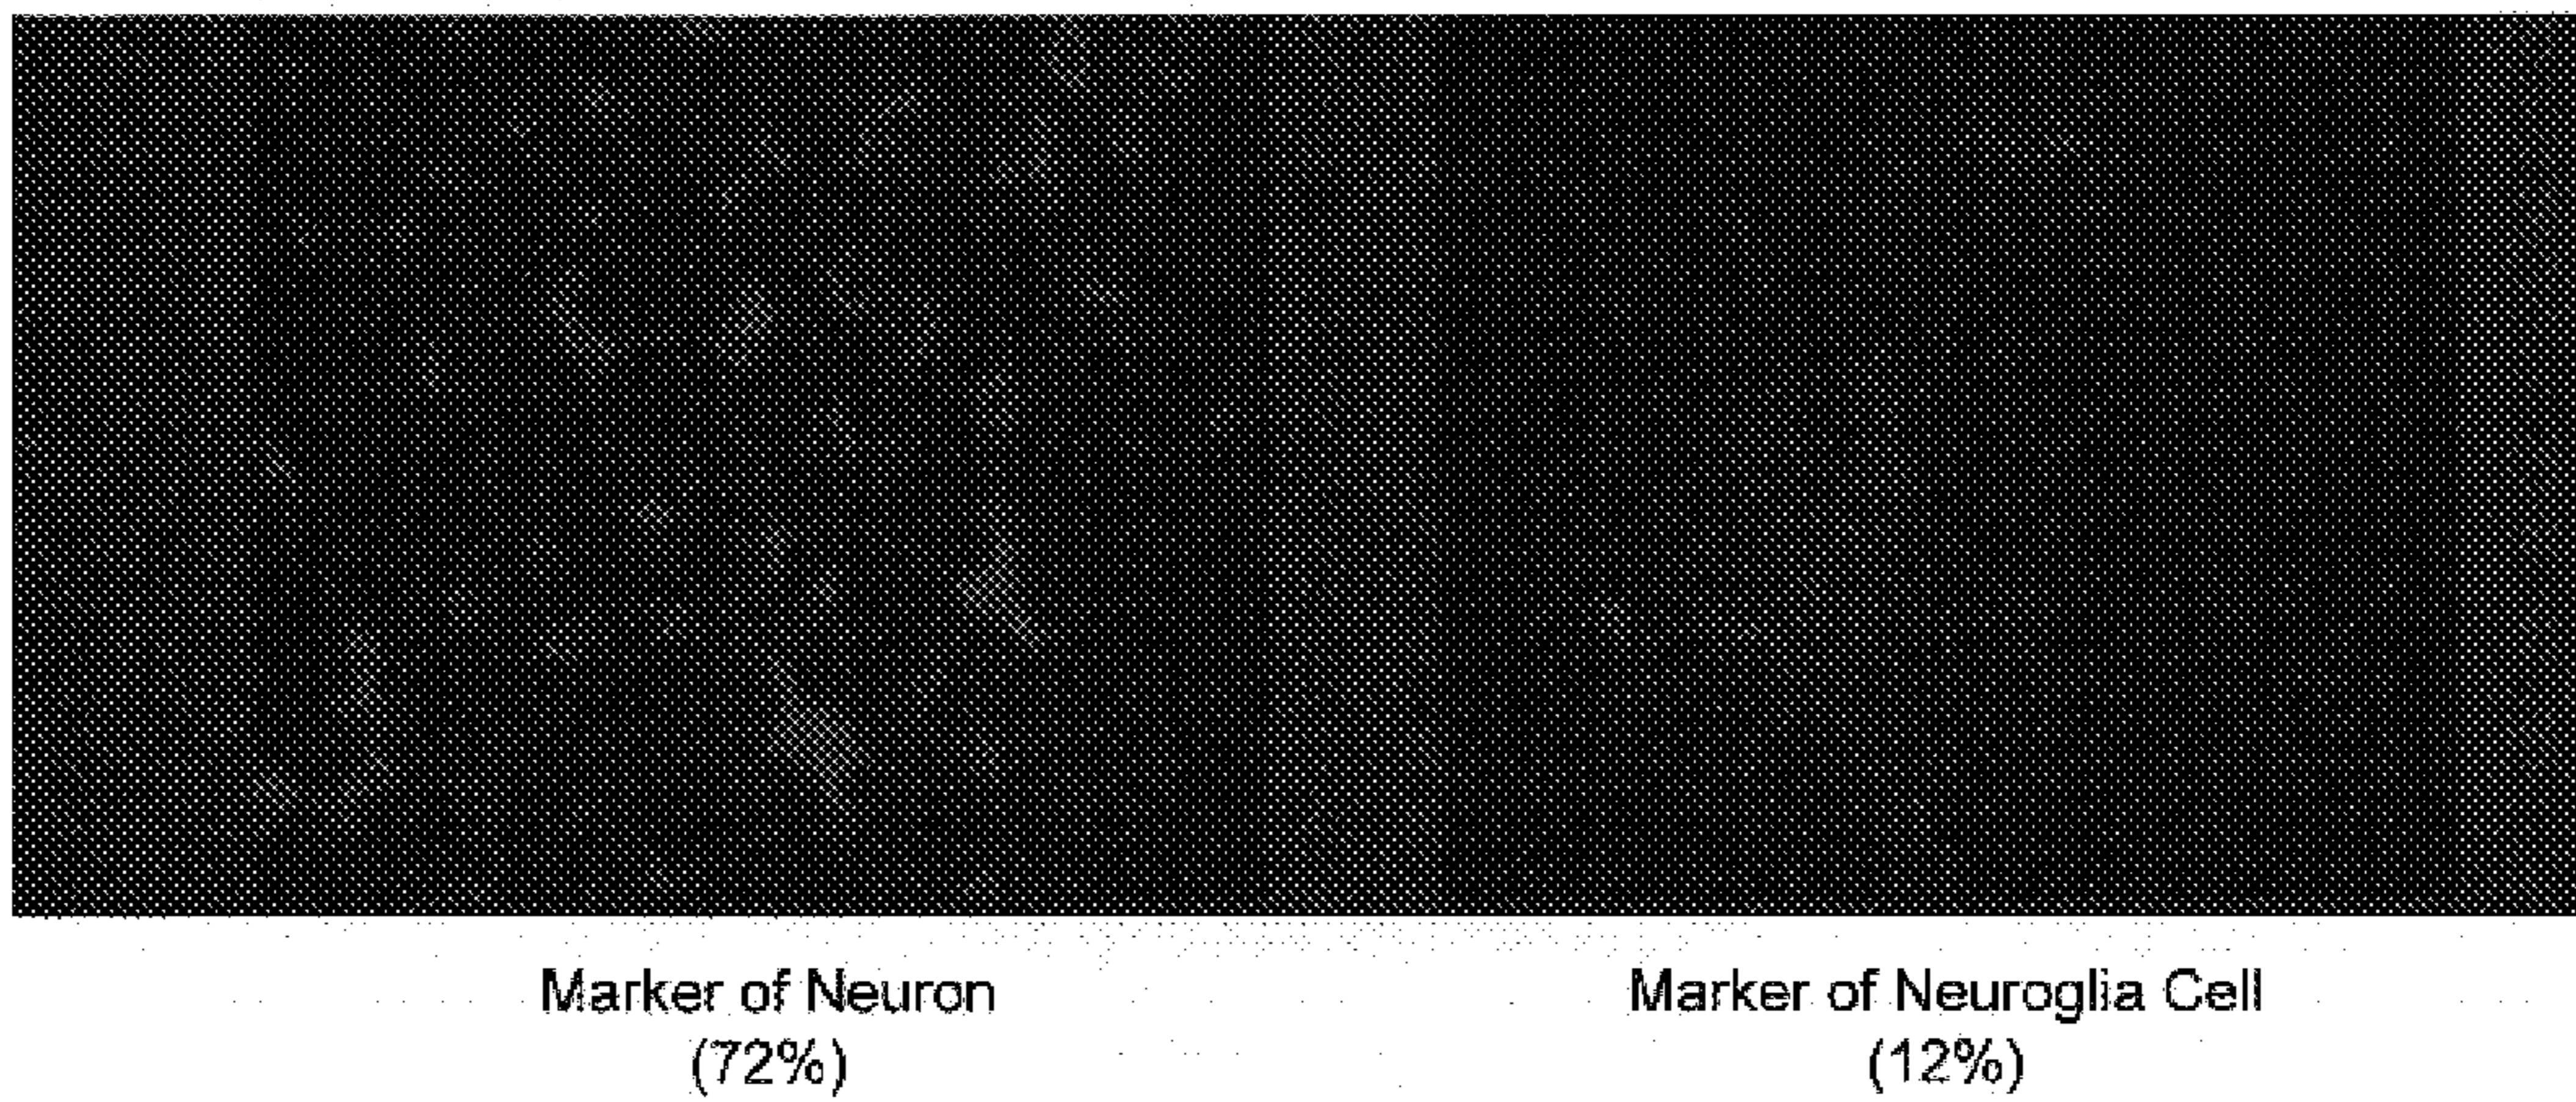 Marker of Neuron
(72%)
Marker of Neuroglia Cell
(12%)